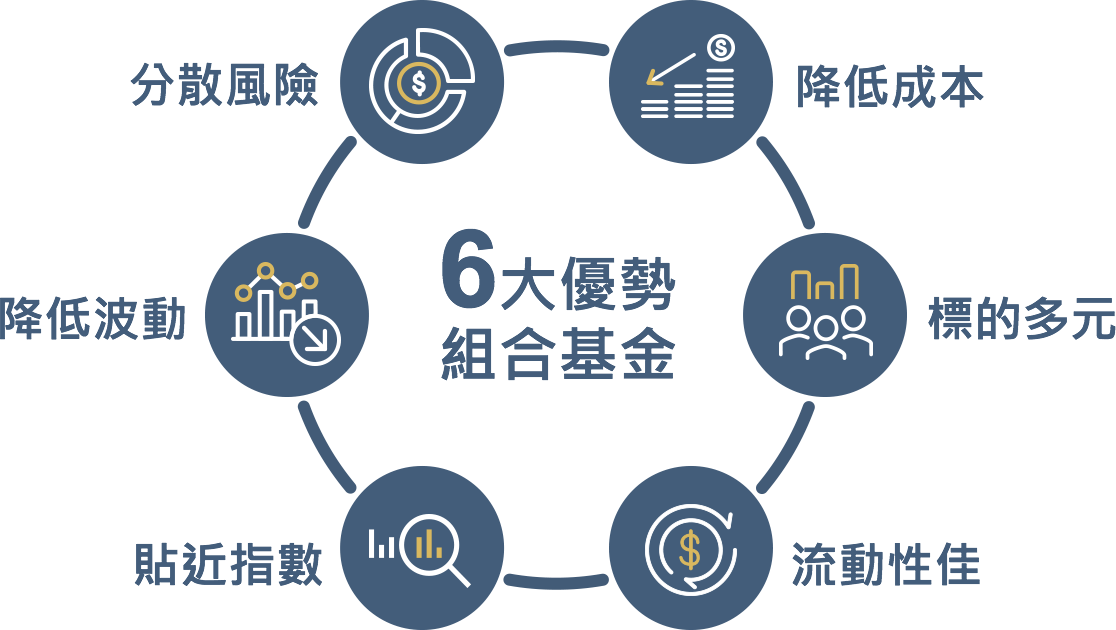 分散風險
降低成本
降低波動
6大優勢
組合基金
標的多元
貼近指數
流動性佳